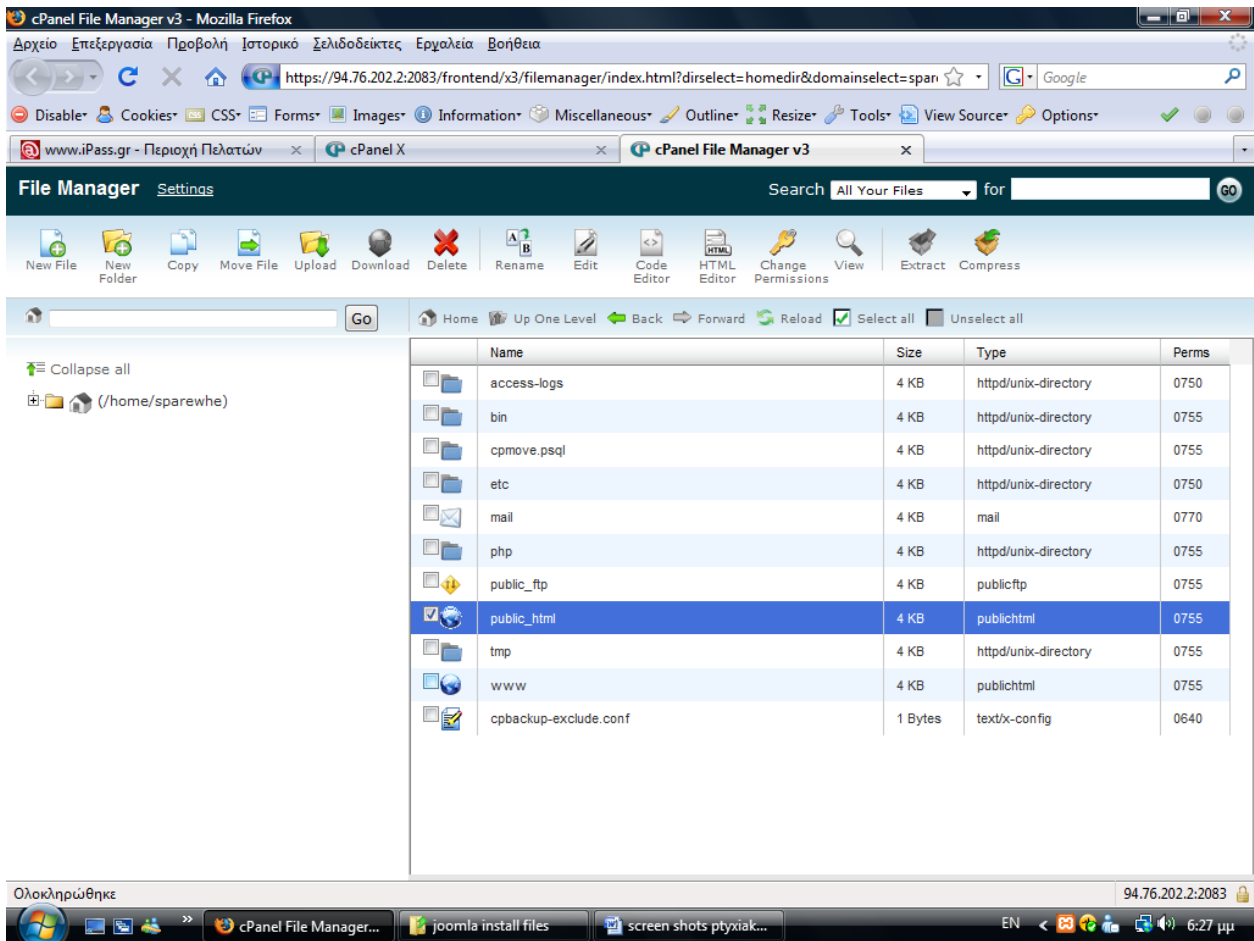 cPanel File Manager v3 - Mozilla Firefox
Αρχείο Επεξεργασία Προβολή Ιστορικό Σελιδοδείκτες Εργαλεία Βοήθεια
https://94.76.202.2:2083/frontend/x3/filemanager/index.html?dirselect=homedir&domainselect=spar Google
Disable Cookies CSS Forms Images Information Miscellaneous Outline Resize Tools View Source Options
www.iPass.gr - Περιοχή Πελατών cPanel X cPanel File Manager v3
File Manager Settings Search All Your Files for GO
New File New Folder Copy Move File Upload Download Delete Rename Edit Code Editor HTML Editor Change Permissions View Extract Compress
Go Home Up One Level Back Forward Reload Select all Unselect all
Name Size Type Perms
Collapse all
(/home/sparewhe)
access-logs 4 KB httpd/unix-directory 0750
bin 4 KB httpd/unix-directory 0755
cpmove.psql 4 KB httpd/unix-directory 0755
etc 4 KB httpd/unix-directory 0750
mail 4 KB mail 0770
php 4 KB httpd/unix-directory 0755
public_ftp 4 KB publicftp 0755
public_html 4 KB publichtml 0755
tmp 4 KB httpd/unix-directory 0755
www 4 KB publichtml 0755
cpbackup-exclude.conf 1 Bytes text/x-config 0640
Ολοκληρώθηκε 94.76.202.2:2083
cPanel File Manager... joomla install files screen shots ptyxiak... EN 6:27 μμ